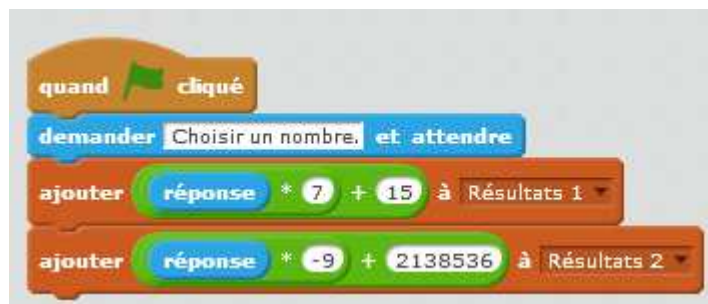 quand cliqué
demander Choisir un nombre. et attendre
ajouter réponse * 7 + 15 à Résultats 1
ajouter réponse * -9 + 2138536 à Résultats 2